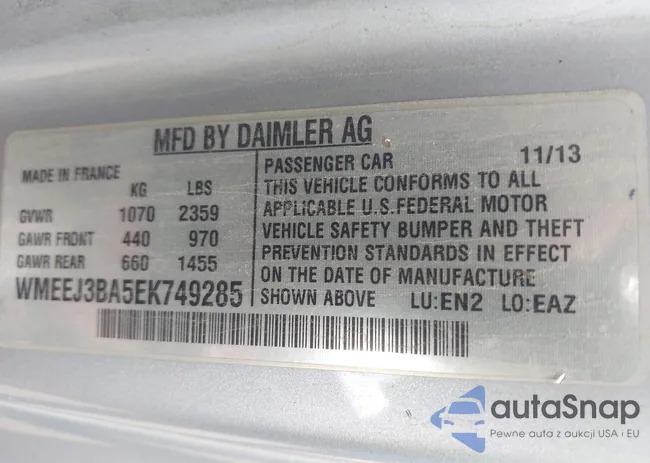 MFD BY DAIMLER AG
MADE IN FRANCE
KG LBS
GVWR 1070 2359
GAWR FRONT 440 970
GAWR REAR 660 1455
WMEEJ3BA5EK749285
PASSENGER CAR 11/13
THIS VEHICLE CONFORMS TO ALL
APPLICABLE U.S.FEDERAL MOTOR
VEHICLE SAFETY BUMPER AND THEFT
PREVENTION STANDARDS IN EFFECT
ON THE DATE OF MANUFACTURE
SHOWN ABOVE LU:EN2 LO:EAZ
autaSnap
Pewne auta z aukcji USA i EU